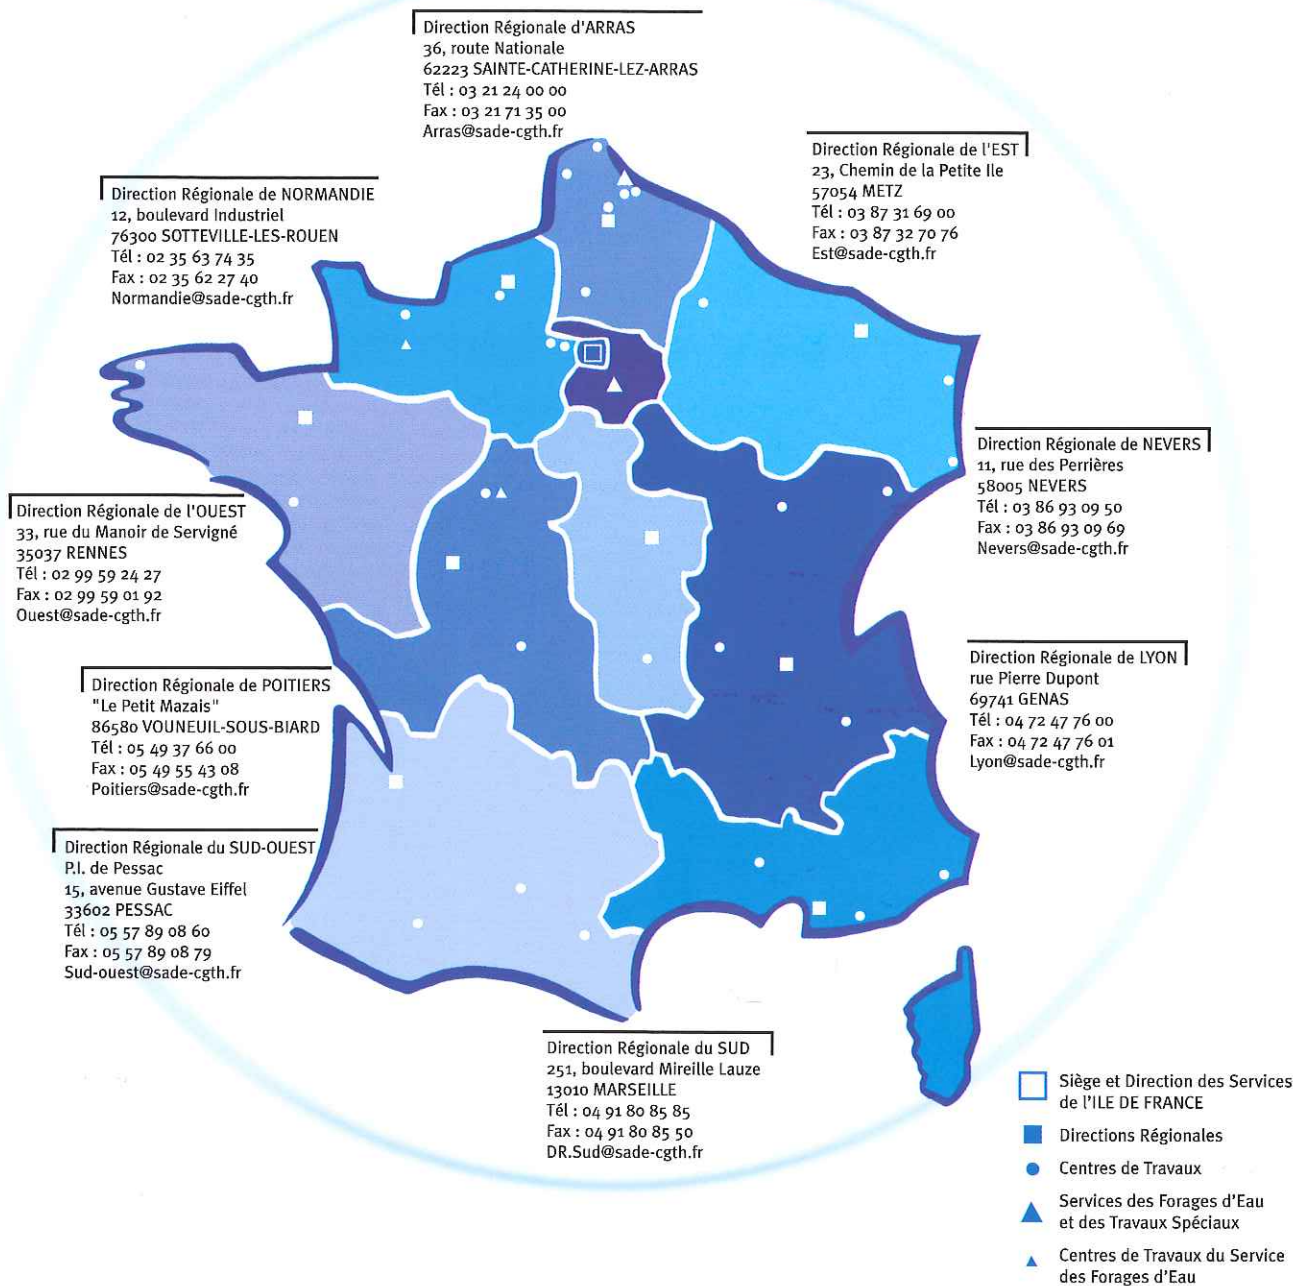 Direction Régionale d'ARRAS
36, route Nationale
62223 SAINTE-CATHERINE-LEZ-ARRAS
Tél : 03 21 24 00 00
Fax : 03 21 71 35 00
Arras@sade-cgth.fr
Direction Régionale de l'EST
23, Chemin de la Petite Ile
57054 METZ
Tél : 03 87 31 69 00
Fax : 03 87 32 70 76
Est@sade-cgth.fr
Direction Régionale de NORMANDIE
12, boulevard Industriel
76300 SOTTEVILLE-LES-ROUEN
Tél : 02 35 63 74 35
Fax : 02 35 62 27 40
Normandie@sade-cgth.fr
Direction Régionale de NEVERS
11, rue des Perrières
58005 NEVERS
Tél : 03 86 93 09 50
Fax : 03 86 93 09 69
Nevers@sade-cgth.fr
Direction Régionale de l'OUEST
33, rue du Manoir de Servigné
35037 RENNES
Tél : 02 99 59 24 27
Fax : 02 99 59 01 92
Ouest@sade-cgth.fr
Direction Régionale de LYON
rue Pierre Dupont
69741 GENAS
Tél : 04 72 47 76 00
Fax : 04 72 47 76 01
Lyon@sade-cgth.fr
Direction Régionale de POITIERS
"Le Petit Mazais"
86580 VOUNEUIL-SOUS-BIARD
Tél : 05 49 37 66 00
Fax : 05 49 55 43 08
Poitiers@sade-cgth.fr
Direction Régionale du SUD-OUEST
P.I. de Pessac
15, avenue Gustave Eiffel
33602 PESSAC
Tél : 05 57 89 08 60
Fax : 05 57 89 08 79
Sud-ouest@sade-cgth.fr
Direction Régionale du SUD
251, boulevard Mireille Lauze
13010 MARSEILLE
Tél : 04 91 80 85 85
Fax : 04 91 80 85 50
DR.Sud@sade-cgth.fr
Siège et Direction des Services
de l'ILE DE FRANCE
Directions Régionales
Centres de Travaux
Services des Forages d'Eau
et des Travaux Spéciaux
Centres de Travaux du Service
des Forages d'Eau